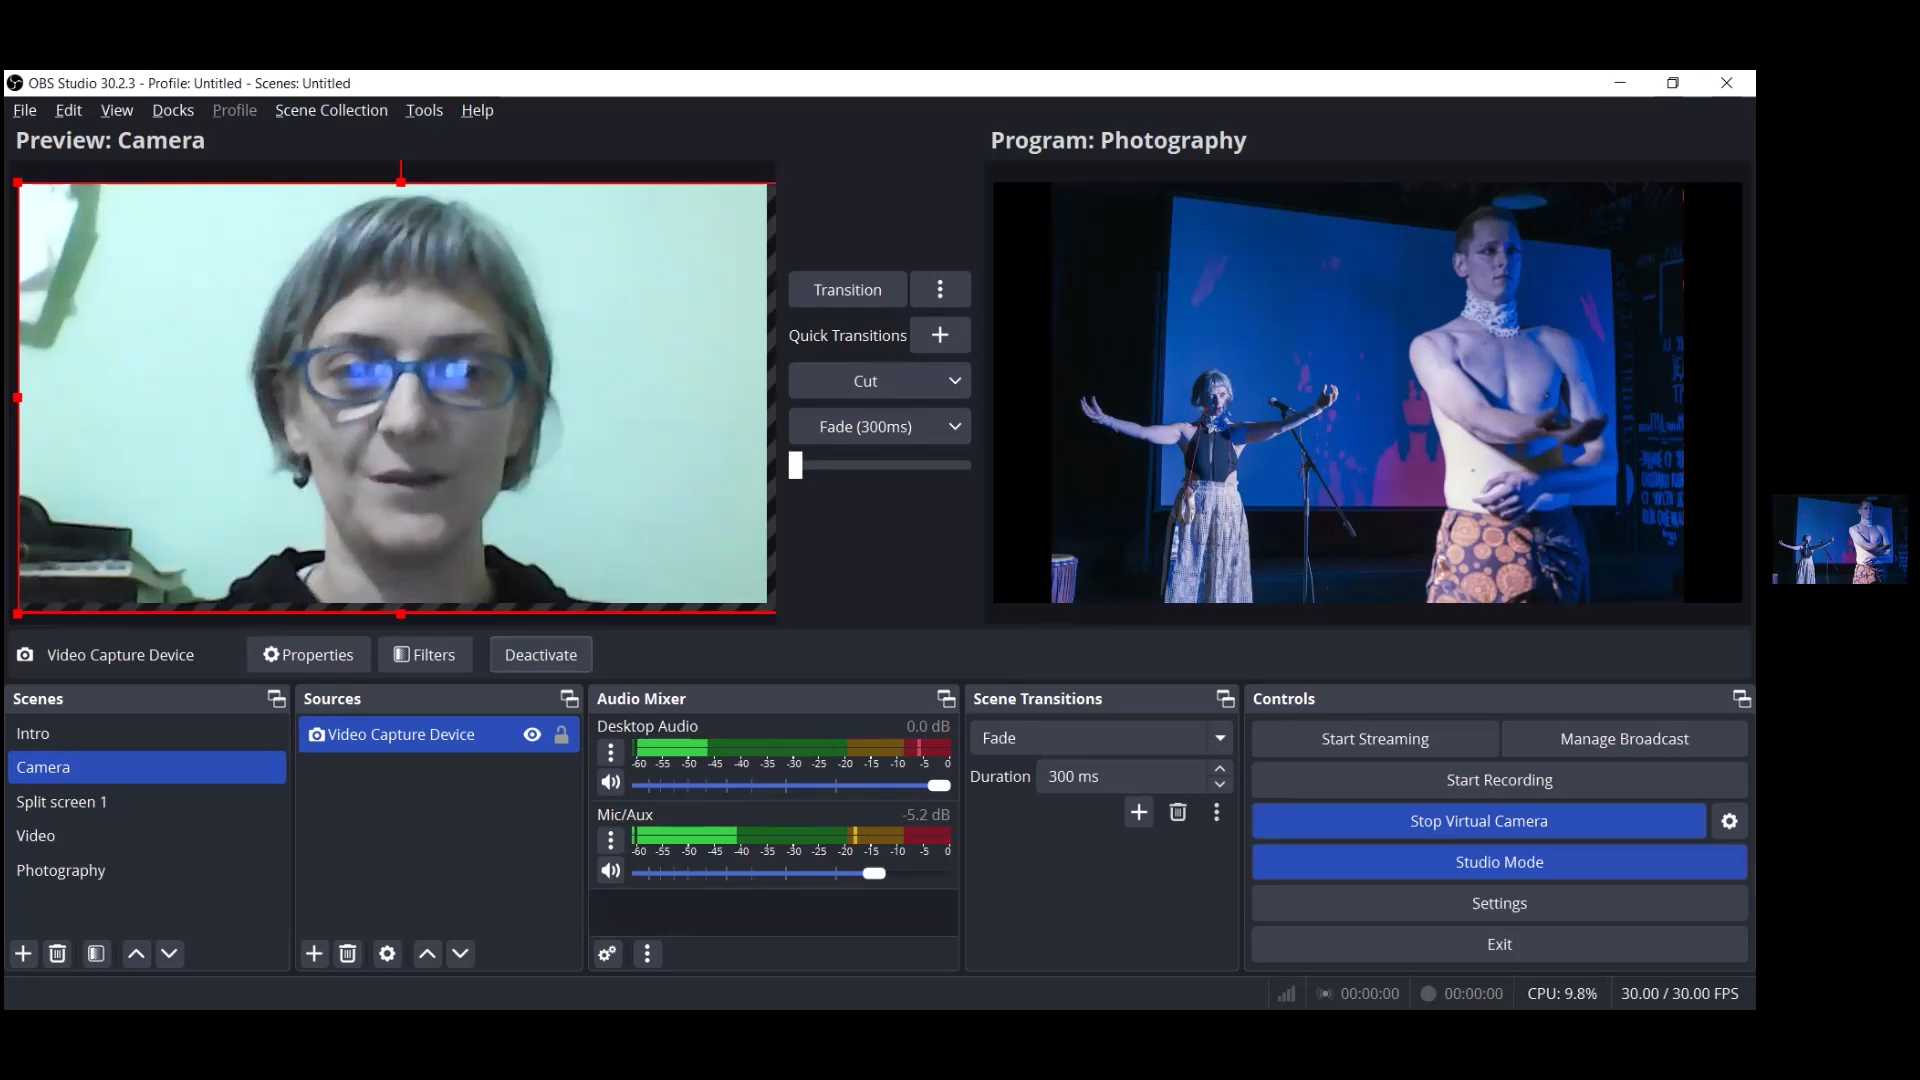 OBS Studio 30.2.3 - Profile: Untitled - Scenes: Untitled
File Edit View Docks Profile Scene Collection Tools Help
Preview: Camera
Program: Photography
Transition
Quick Transitions
Cut
Fade (300ms)
Video Capture Device Properties Filters Deactivate
Scenes
Intro
Camera
Split screen 1
Video
Photography
Sources
Video Capture Device
Audio Mixer
Desktop Audio 0.0 dB
-60 -55 -50 -45 -40 -35 -30 -25 -20 -15 -10 -5 0
Mic/Aux -5.2 dB
-60 -55 -50 -45 -40 -35 -30 -25 -20 -15 -10 -5 0
Scene Transitions
Fade
Duration 300 ms
Controls
Start Streaming Manage Broadcast
Start Recording
Stop Virtual Camera
Studio Mode
Settings
Exit
00:00:00 00:00:00 CPU: 9.8% 30.00 / 30.00 FPS